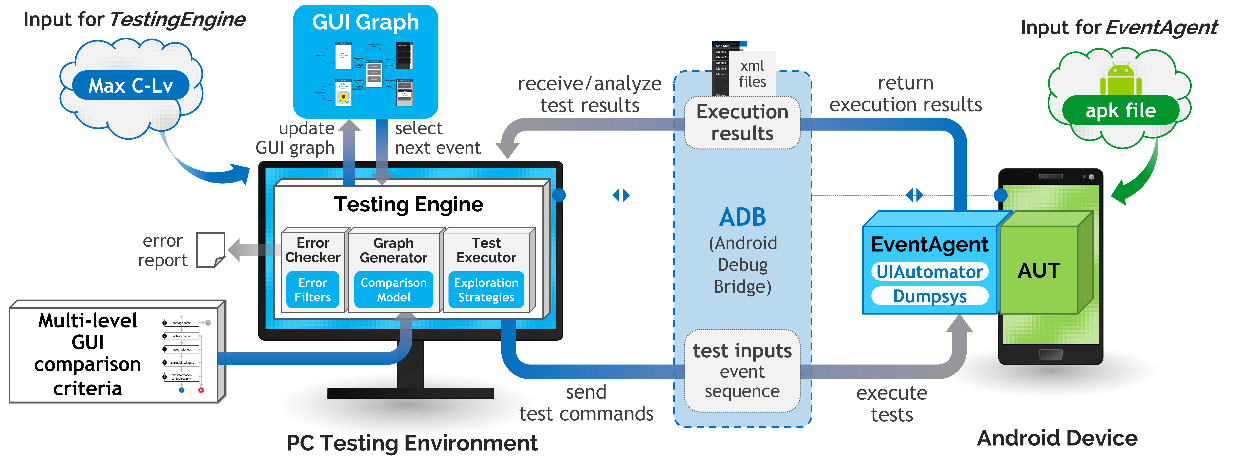 Input for TestingEngine
Max C-Lv
GUI Graph
update
GUI graph
select
next event
receive/analyze
test results
xml
files
Execution
results
return
execution results
Input for EventAgent
apk file
Testing Engine
Error
Checker
Error
Filters
Graph
Generator
Comparison
Model
Test
Executor
Exploration
Strategies
error
report
Multi-level
GUI
comparison
criteria
ADB
(Android
Debug
Bridge)
EventAgent
UIAutomator
Dumpsys
AUT
test inputs
event
sequence
send
test commands
execute
tests
PC Testing Environment
Android Device